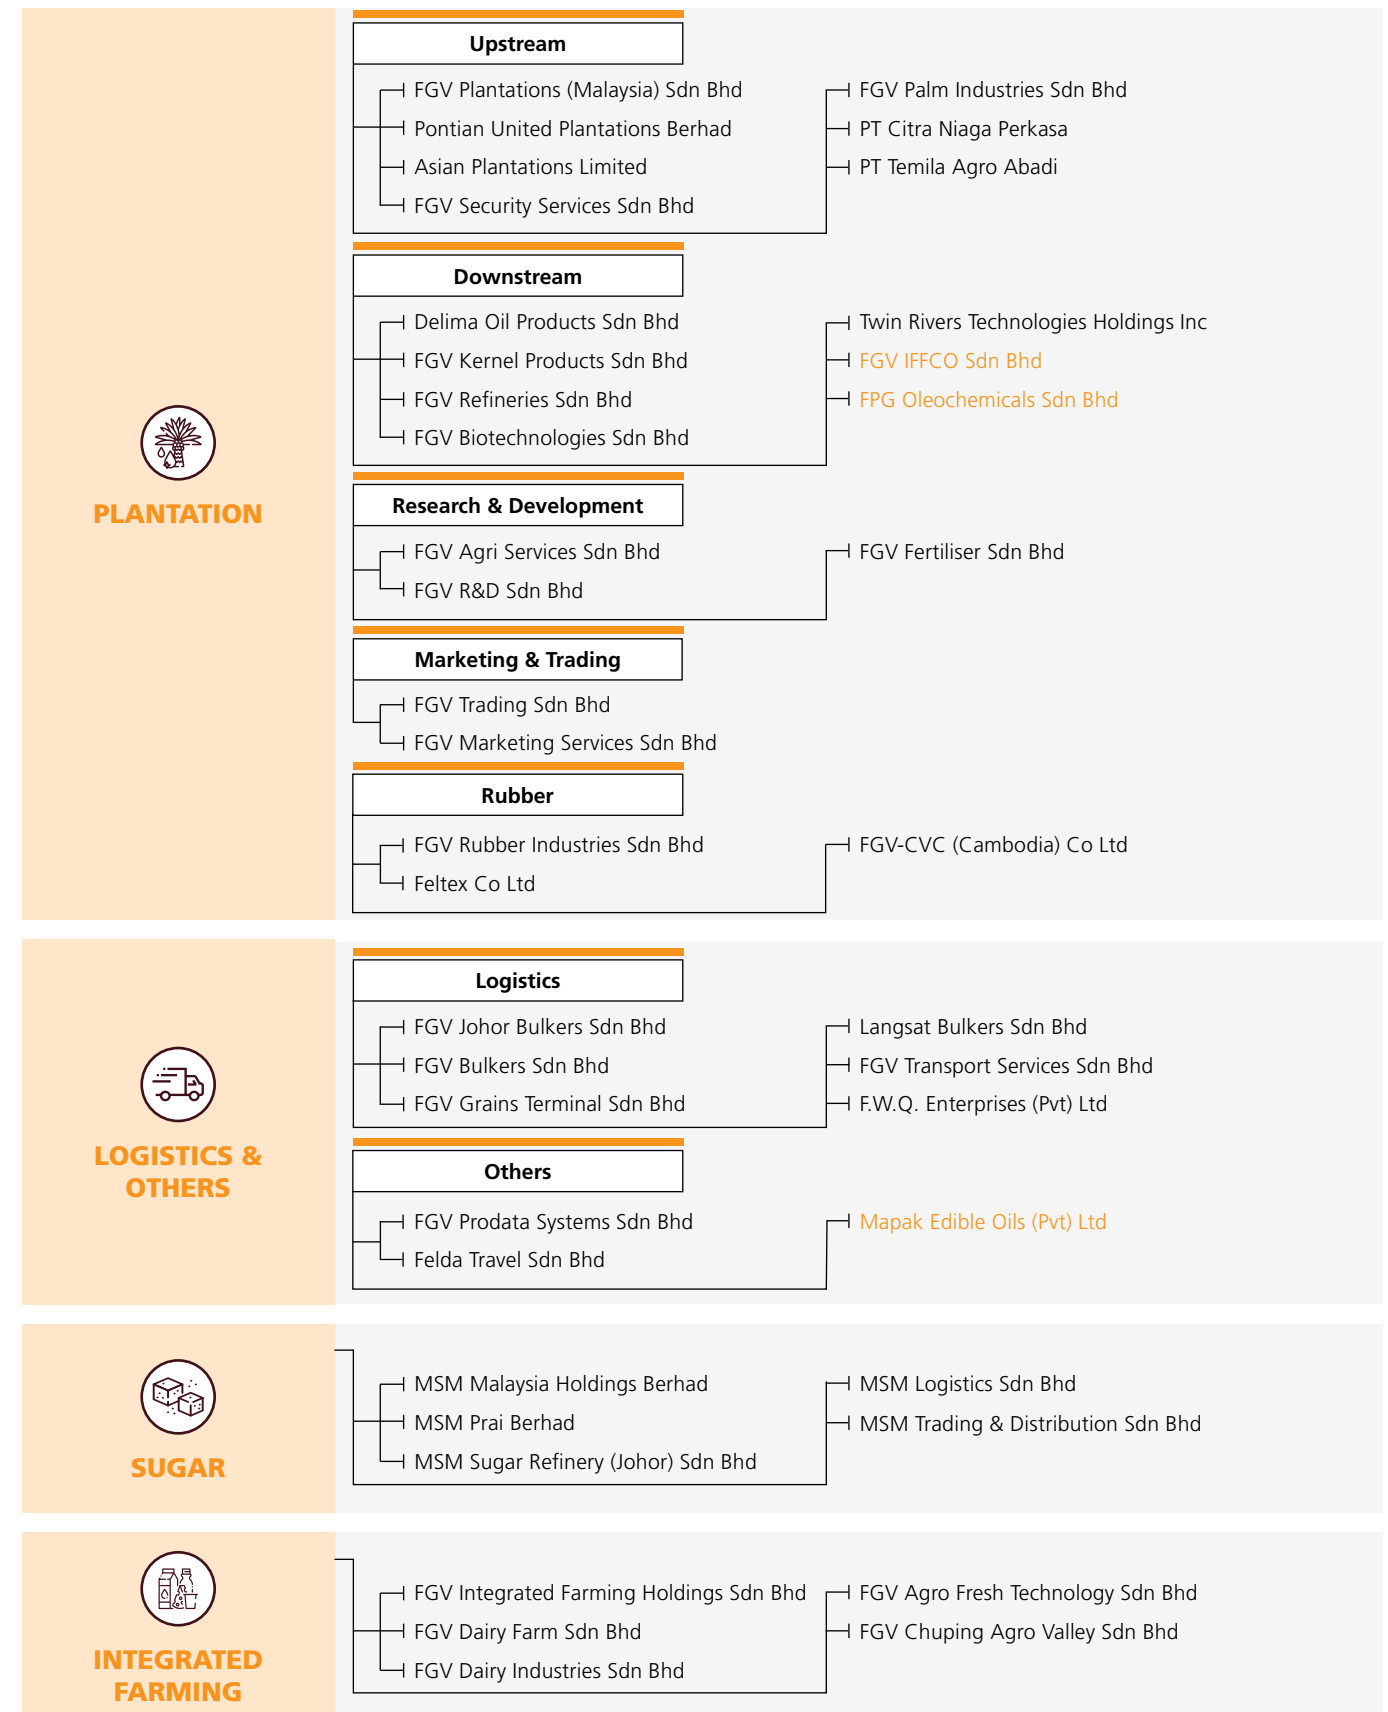 PLANTATION
Upstream
FGV Plantations (Malaysia) Sdn Bhd
Pontian United Plantations Berhad
Asian Plantations Limited
FGV Security Services Sdn Bhd
FGV Palm Industries Sdn Bhd
PT Citra Niaga Perkasa
PT Temila Agro Abadi
Downstream
Delima Oil Products Sdn Bhd
FGV Kernel Products Sdn Bhd
FGV Refineries Sdn Bhd
FGV Biotechnologies Sdn Bhd
Twin Rivers Technologies Holdings Inc
FGV IFFCO Sdn Bhd
FPG Oleochemicals Sdn Bhd
Research & Development
FGV Agri Services Sdn Bhd
FGV R&D Sdn Bhd
FGV Fertiliser Sdn Bhd
Marketing & Trading
FGV Trading Sdn Bhd
FGV Marketing Services Sdn Bhd
Rubber
FGV Rubber Industries Sdn Bhd
Feltex Co Ltd
FGV-CVC (Cambodia) Co Ltd
LOGISTICS &
OTHERS
Logistics
FGV Johor Bulkers Sdn Bhd
FGV Bulkers Sdn Bhd
FGV Grains Terminal Sdn Bhd
Langsat Bulkers Sdn Bhd
FGV Transport Services Sdn Bhd
F.W.Q. Enterprises (Pvt) Ltd
Others
FGV Prodata Systems Sdn Bhd
Felda Travel Sdn Bhd
Mapak Edible Oils (Pvt) Ltd
SUGAR
MSM Malaysia Holdings Berhad
MSM Prai Berhad
MSM Sugar Refinery (Johor) Sdn Bhd
MSM Logistics Sdn Bhd
MSM Trading & Distribution Sdn Bhd
INTEGRATED
FARMING
FGV Integrated Farming Holdings Sdn Bhd
FGV Dairy Farm Sdn Bhd
FGV Dairy Industries Sdn Bhd
FGV Agro Fresh Technology Sdn Bhd
FGV Chuping Agro Valley Sdn Bhd